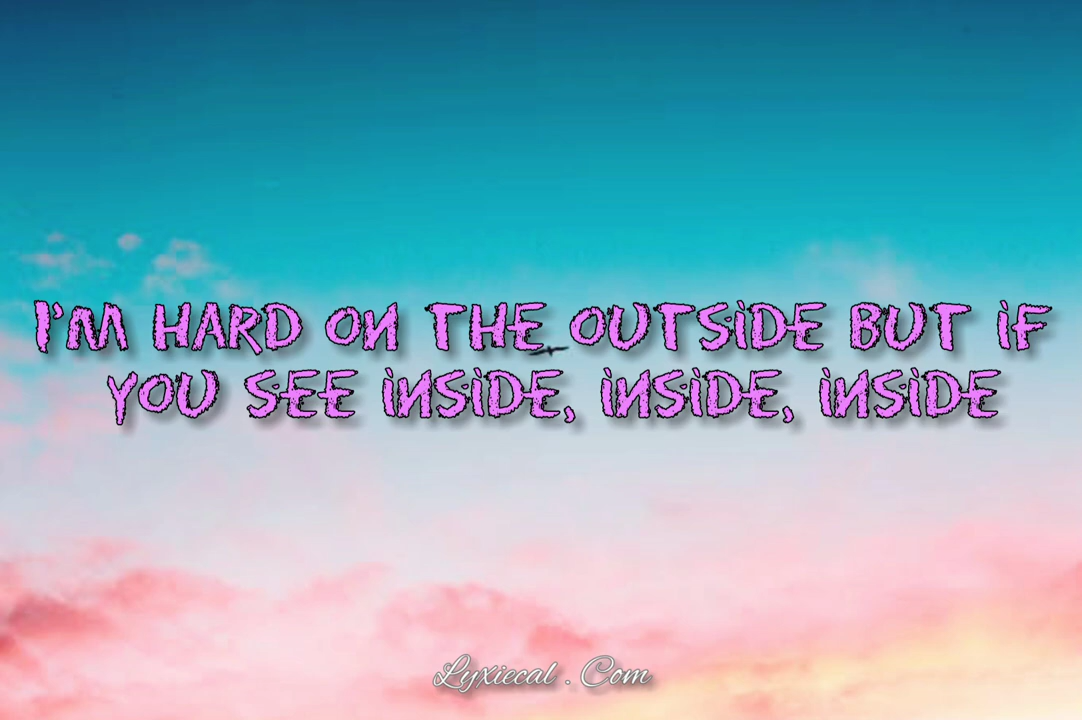 I'M HARD ON THE OUTSIDE BUT IF
YOU SEE INSIDE, INSIDE, INSIDE
Lyxiecal . Com